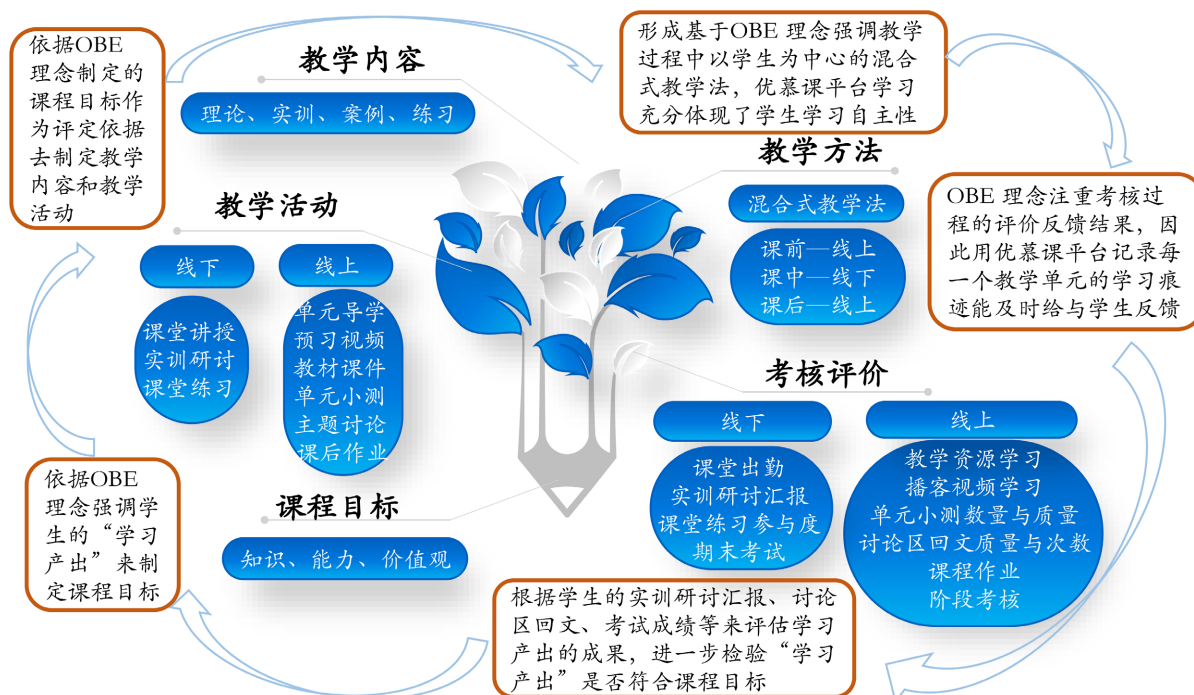 依据OBE
理念制定的
课程目标作
为评定依据
去制定教学
内容和教学
活动
教学内容
理论、实训、案例、练习
形成基于OBE 理念强调教学
过程中以学生为中心的混合
式教学法，优慕课平台学习
充分体现了学生学习自主性
教学方法
混合式教学法
课前—线上
课中—线下
课后—线上
OBE 理念注重考核过
程的评价反馈结果，因
此用优慕课平台记录每
一个教学单元的学习痕
迹能及时给与学生反馈
教学活动
线下
课堂讲授
实训研讨
课堂练习
线上
单元导学
预习视频
教材课件
单元小测
主题讨论
课后作业
考核评价
线下
课堂出勤
实训研讨汇报
课堂练习参与度
期末考试
线上
教学资源学习
播客视频学习
单元小测数量与质量
讨论区回文质量与次数
课程作业
阶段考核
依据OBE
理念强调学
生的“学习
产出”来制
定课程目标
课程目标
知识、能力、价值观
根据学生的实训研讨汇报、讨论
区回文、考试成绩等来评估学习
产出的成果，进一步检验“学习
产出”是否符合课程目标